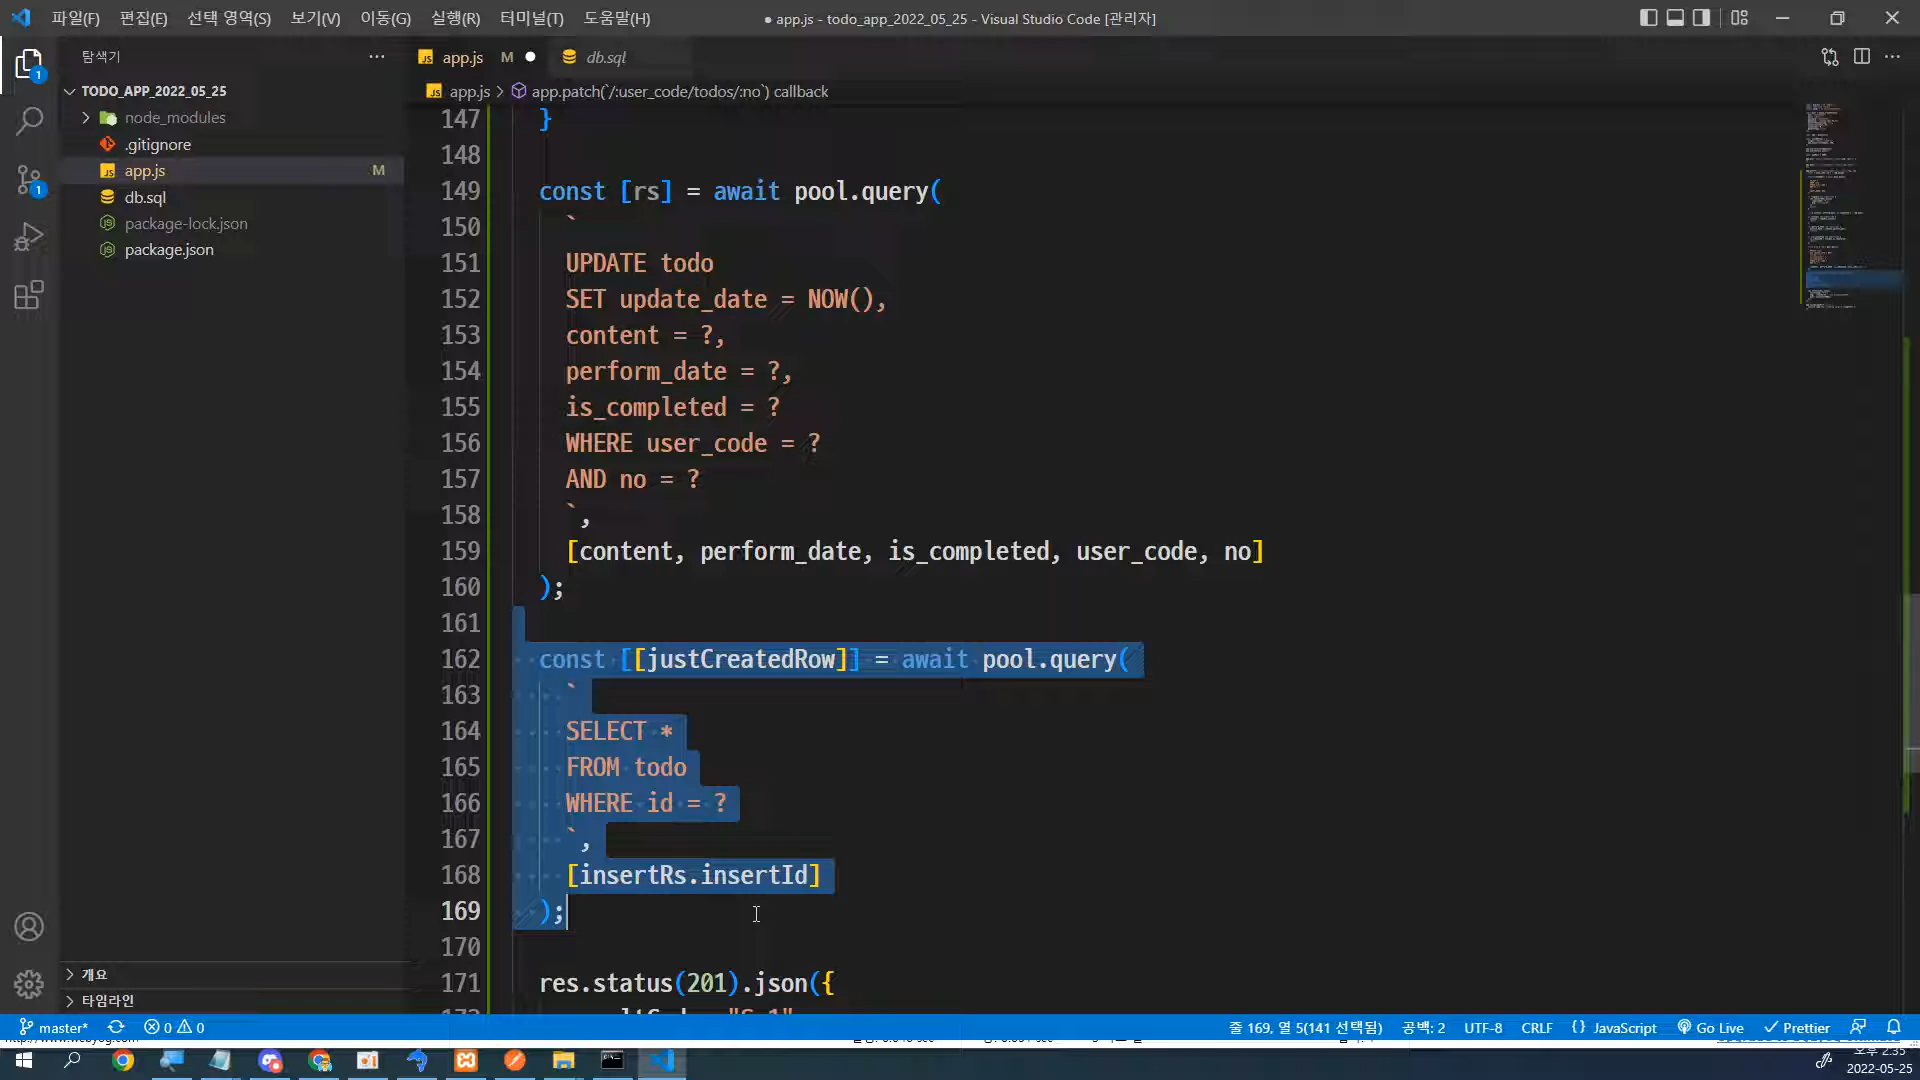 파일(F) 편집(E) 선택 영역(S) 보기(V) 이동(G) 실행(R) 터미널(T) 도움말(H)
● app.js - todo_app_2022_05_25 - Visual Studio Code [관리자]
탐색기
TODO_APP_2022_05_25
node_modules
.gitignore
app.js M
db.sql
package-lock.json
package.json
개요
타임라인
app.js M
db.sql
app.js > app.patch(`/:user_code/todos/:no`) callback
147 }
148
149 const [rs] = await pool.query(
150 `
151 UPDATE todo
152 SET update_date = NOW(),
153 content = ?,
154 perform_date = ?,
155 is_completed = ?
156 WHERE user_code = ?
157 AND no = ?
158 `,
159 [content, perform_date, is_completed, user_code, no]
160 );
161
162 const [[justCreatedRow]] = await pool.query(
163 `
164 SELECT *
165 FROM todo
166 WHERE id = ?
167 `,
168 [insertRs.insertId]
169 );
170
171 res.status(201).json({
master* 0 0
줄 169, 열 5(141 선택됨) 공백: 2 UTF-8 CRLF {} JavaScript Go Live Prettier
오후 2:35
2022-05-25
1
1